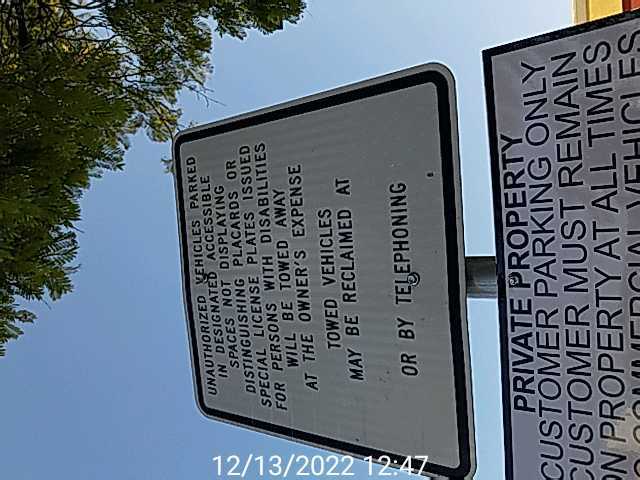 UNAUTHORIZED VEHICLES PARKED
IN DESIGNATED ACCESSIBLE
SPACES NOT DISPLAYING
DISTINGUISHING PLACARDS OR
SPECIAL LICENSE PLATES ISSUED
FOR PERSONS WITH DISABILITIES
WILL BE TOWED AWAY
AT THE OWNER'S EXPENSE
TOWED VEHICLES
MAY BE RECLAIMED AT
OR BY TELEPHONING
PRIVATE PROPERTY
CUSTOMER PARKING ONLY
CUSTOMER MUST REMAIN
ON PROPERTY AT ALL TIMES
COMMERCIAL VEHICLES
12/13/2022 12:47